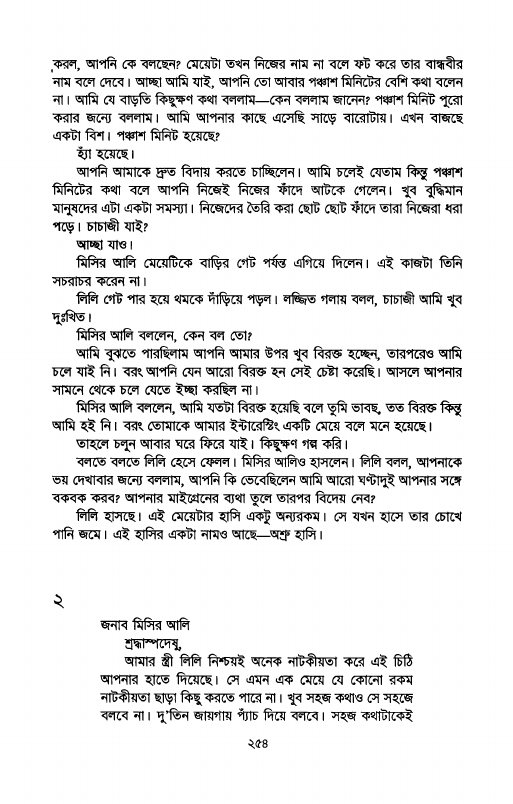 করল, আপনি কে বলছেন? মেয়েটা তখন নিজের নাম না বলে ফট করে তার বান্ধবীর
নাম বলে দেবে। আচ্ছা আমি যাই, আপনি তো আবার পঞ্চাশ মিনিটের বেশি কথা বলেন
না। আমি যে বাড়তি কিছুক্ষণ কথা বললাম—কেন বললাম জানেন? পঞ্চাশ মিনিট পুরো
করার জন্যে বললাম। আমি আপনার কাছে এসেছি সাড়ে বারোটায়। এখন বাজছে
একটা বিশ। পঞ্চাশ মিনিট হয়েছে?
হ্যাঁ হয়েছে।
আপনি আমাকে দ্রুত বিদায় করতে চাচ্ছিলেন। আমি চলেই যেতাম কিন্তু পঞ্চাশ
মিনিটের কথা বলে আপনি নিজেই নিজের ফাঁদে আটকে গেলেন। খুব বুদ্ধিমান
মানুষদের এটা একটা সমস্যা। নিজেদের তৈরি করা ছোট ছোট ফাঁদে তারা নিজেরা ধরা
পড়ে। চাচাজী যাই?
আচ্ছা যাও।
মিসির আলি মেয়েটিকে বাড়ির গেট পর্যন্ত এগিয়ে দিলেন। এই কাজটা তিনি
সচরাচর করেন না।
লিলি গেট পার হয়ে থমকে দাঁড়িয়ে পড়ল। লজ্জিত গলায় বলল, চাচাজী আমি খুব
দুঃখিত।
মিসির আলি বললেন, কেন বল তো?
আমি বুঝতে পারছিলাম আপনি আমার উপর খুব বিরক্ত হচ্ছেন, তারপরেও আমি
চলে যাই নি। বরং আপনি যেন আরো বিরক্ত হন সেই চেষ্টা করেছি। আসলে আপনার
সামনে থেকে চলে যেতে ইচ্ছা করছিল না।
মিসির আলি বললেন, আমি যতটা বিরক্ত হয়েছি বলে তুমি ভাবছ, তত বিরক্ত কিন্তু
আমি হই নি। বরং তোমাকে আমার ইন্টারেস্টিং একটি মেয়ে বলে মনে হয়েছে।
তাহলে চলুন আবার ঘরে ফিরে যাই। কিছুক্ষণ গল্প করি।
বলতে বলতে লিলি হেসে ফেলল। মিসির আলিও হাসলেন। লিলি বলল, আপনাকে
ভয় দেখাবার জন্যে বললাম, আপনি কি ভেবেছিলেন আমি আরো ঘণ্টাদুই আপনার সঙ্গে
বকবক করব? আপনার মাইগ্রেনের ব্যথা তুলে তারপর বিদেয় নেব?
লিলি হাসছে। এই মেয়েটার হাসি একটু অন্যরকম। সে যখন হাসে তার চোখে
পানি জমে। এই হাসির একটা নামও আছে—অশ্রু হাসি।
২
জনাব মিসির আলি
শ্রদ্ধাস্পদেষু,
আমার স্ত্রী লিলি নিশ্চয়ই অনেক নাটকীয়তা করে এই চিঠি
আপনার হাতে দিয়েছে। সে এমন এক মেয়ে যে কোনো রকম
নাটকীয়তা ছাড়া কিছু করতে পারে না। খুব সহজ কথাও সে সহজে
বলবে না। দু'তিন জায়গায় প্যাঁচ দিয়ে বলবে। সহজ কথাটাকেই
২৫৪